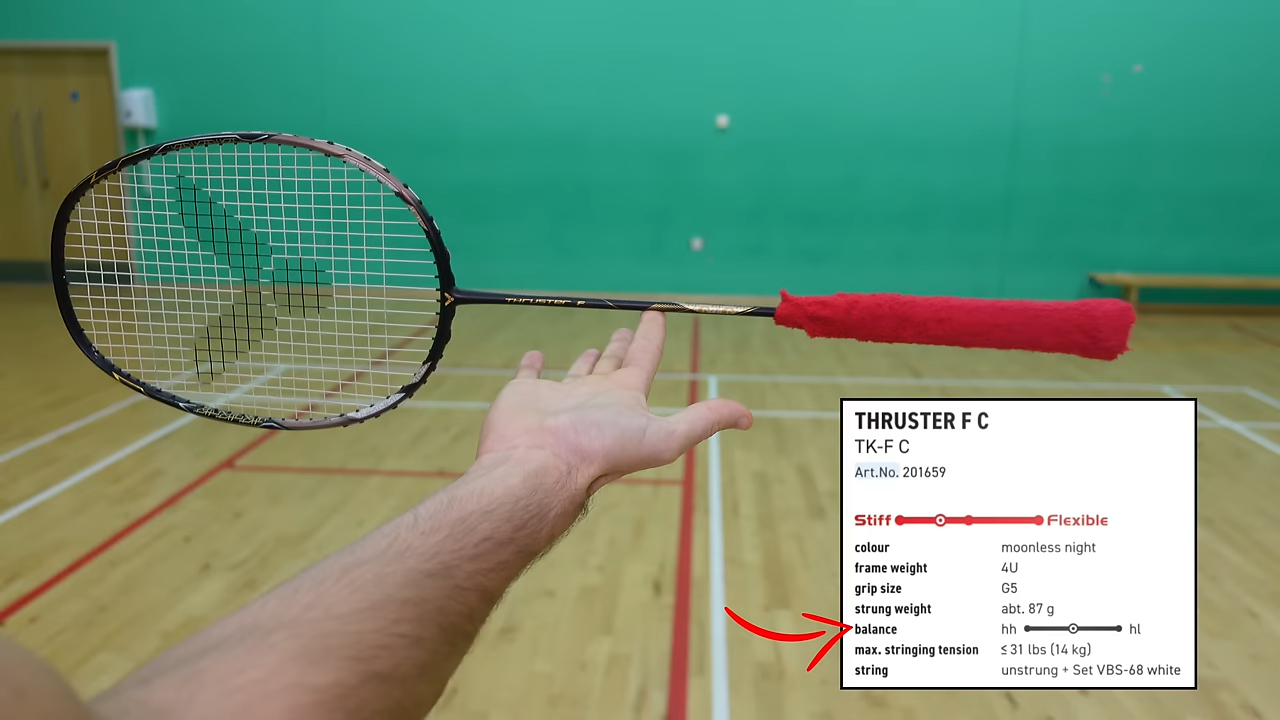 THRUSTER F
THRUSTER F C
TK-F C
Art.No. 201659
Stiff Flexible
colour moonless night
frame weight 4U
grip size G5
strung weight abt. 87 g
balance hh hl
max. stringing tension ≤ 31 lbs (14 kg)
string unstrung + Set VBS-68 white